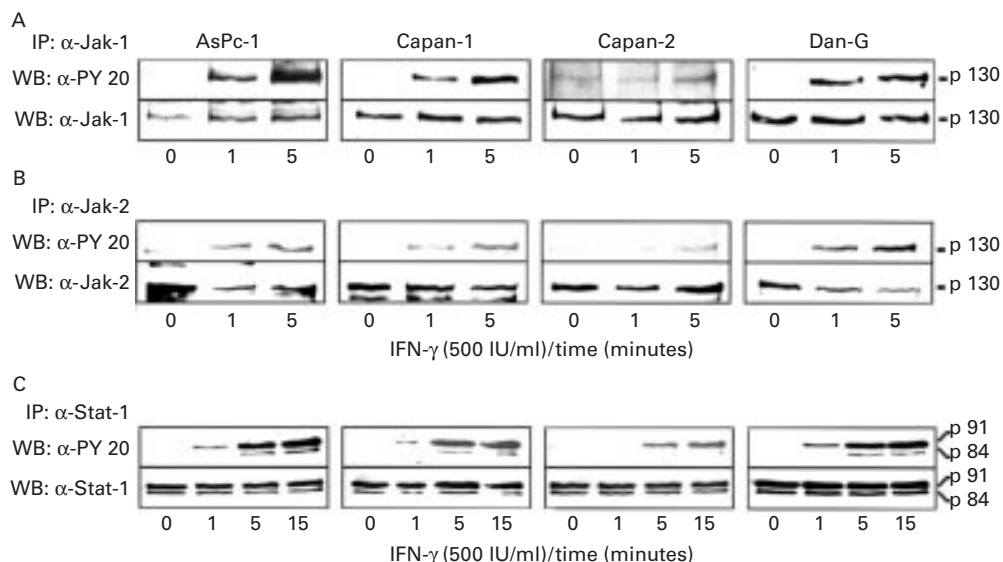 A
IP: α-Jak-1
AsPc-1 Capan-1 Capan-2 Dan-G
WB: α-PY 20 p 130
WB: α-Jak-1 p 130
0 1 5 0 1 5 0 1 5 0 1 5
B
IP: α-Jak-2
WB: α-PY 20 p 130
WB: α-Jak-2 p 130
0 1 5 0 1 5 0 1 5 0 1 5
IFN-γ (500 IU/ml)/time (minutes)
C
IP: α-Stat-1
WB: α-PY 20 p 91
p 84
WB: α-Stat-1 p 91
p 84
0 1 5 15 0 1 5 15 0 1 5 15 0 1 5 15
IFN-γ (500 IU/ml)/time (minutes)